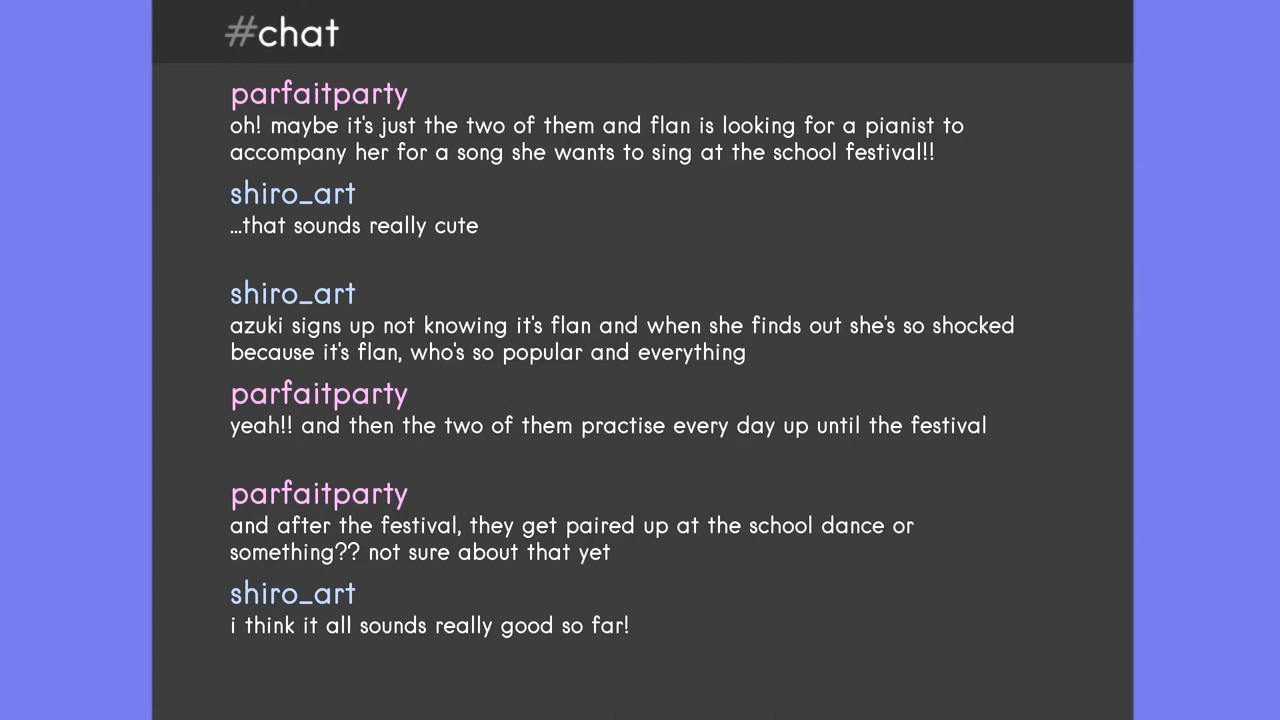 #chat
parfaitparty
oh! maybe it's just the two of them and flan is looking for a pianist to
accompany her for a song she wants to sing at the school festival!!
shiro_art
...that sounds really cute
shiro_art
azuki signs up not knowing it's flan and when she finds out she's so shocked
because it's flan, who's so popular and everything
parfaitparty
yeah!! and then the two of them practise every day up until the festival
parfaitparty
and after the festival, they get paired up at the school dance or
something?? not sure about that yet
shiro_art
i think it all sounds really good so far!